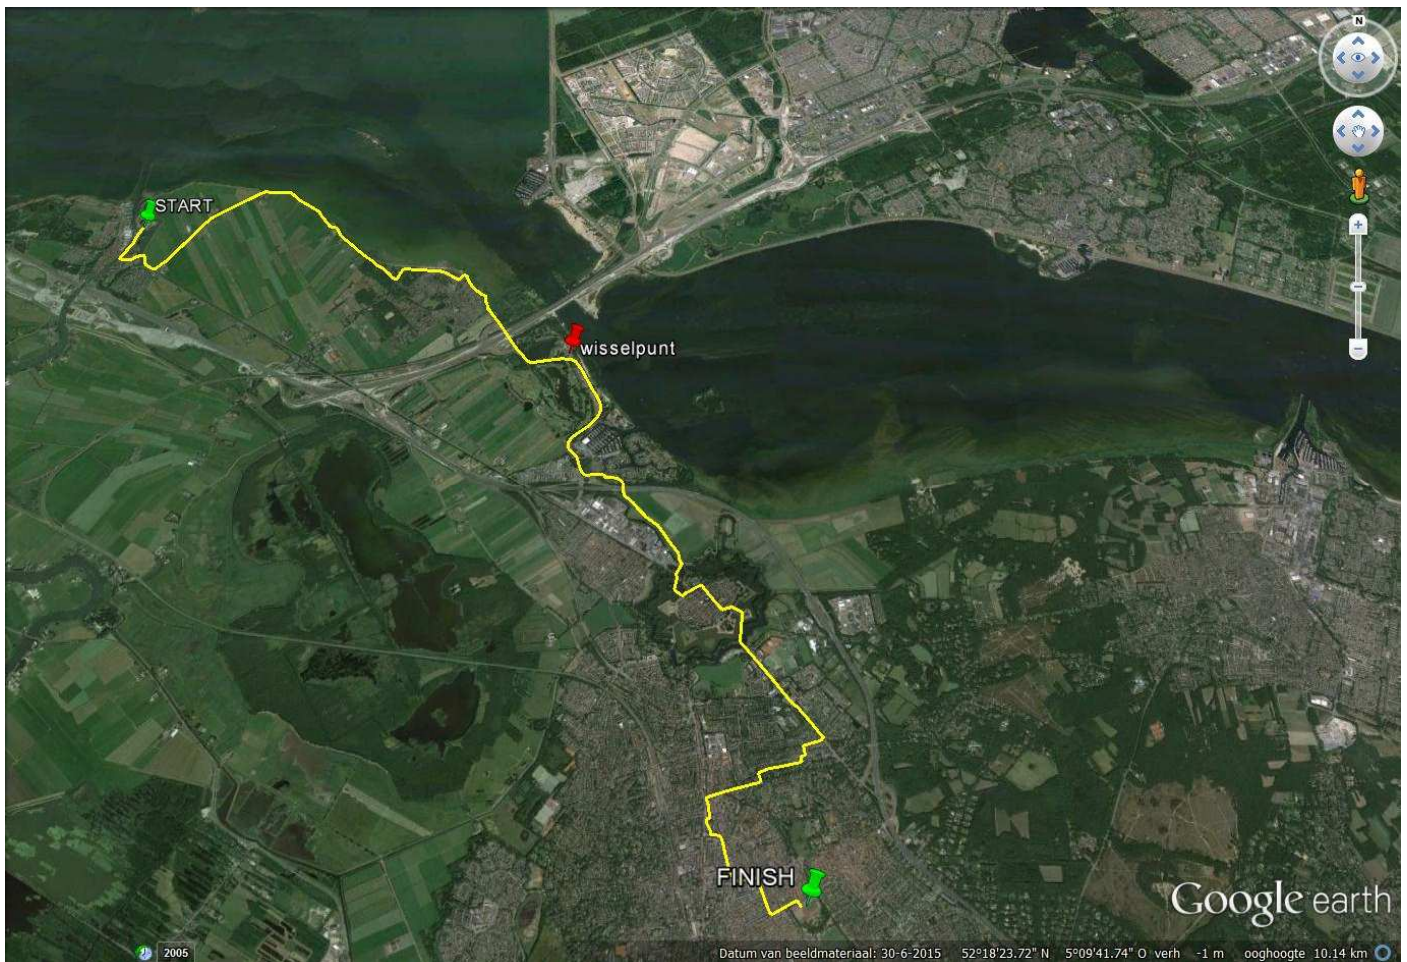 N
START
wisselpunt
FINISH
Google earth
2005
Datum van beeldmateriaal: 30-6-2015 52°18'23.72" N 5°09'41.74" O verh -1 m ooghoogte 10.14 km